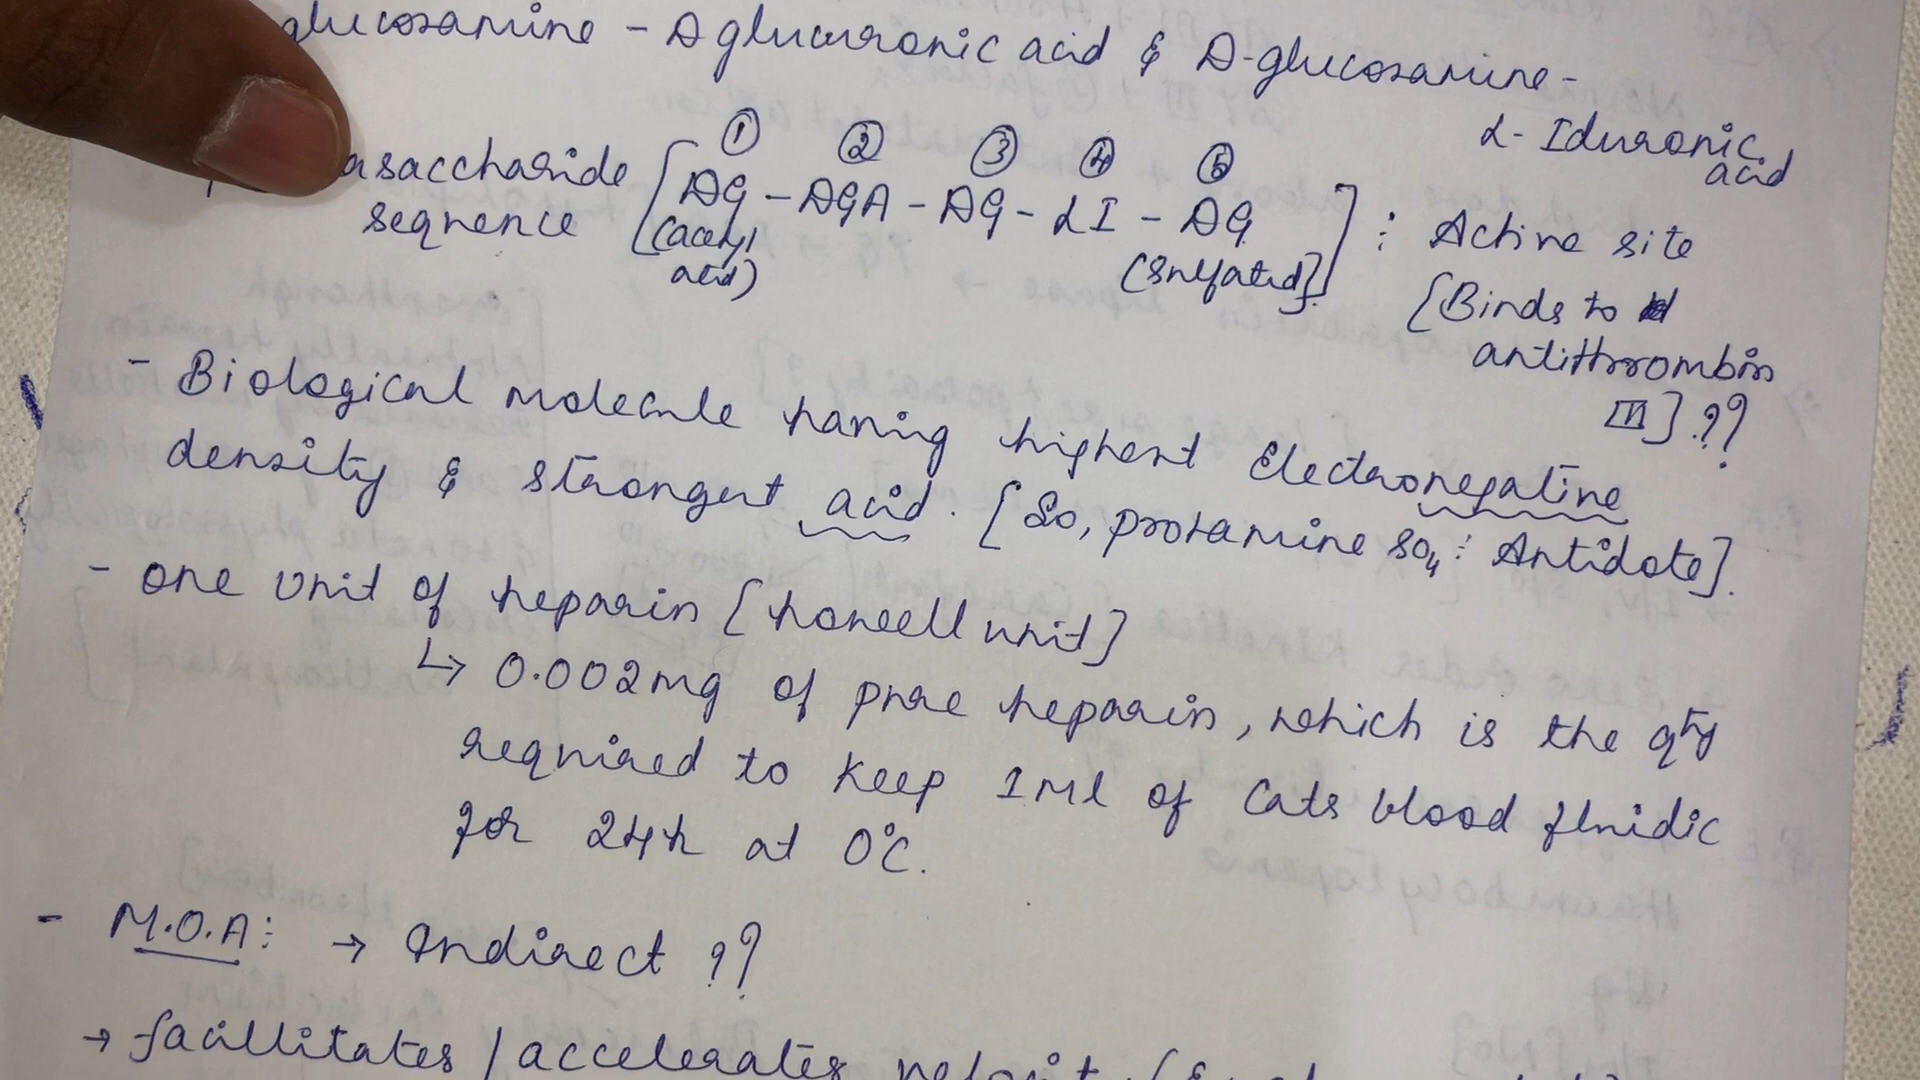 glucosamine - D glucuronic acid & D-glucosamine -
L- Iduronic acid
asaccharide sequence [DG - DGA - DG - LI - DG] : Active site
① ② ③ ④ ⑤
(acetyl acid) (sulfated)
[Binds to
antithrombin
III] ??
- Biological molecule having highest Electronegative
density & strongest acid. [So, protamine SO4 : Antidote].
- one unit of heparin [howell unit]
↳ 0.002mg of pure heparin, which is the qty
required to keep 1ml of Cats blood fluidic
for 24h at 0°C.
- M.O.A: → Indirect ??
→ facillitates / accelerates